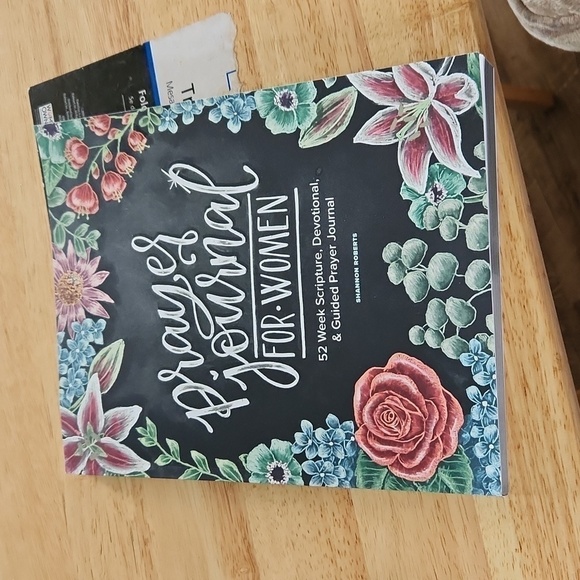 prayer
journal
FOR · WOMEN
52 Week Scripture, Devotional,
& Guided Prayer Journal
SHANNON ROBERTS